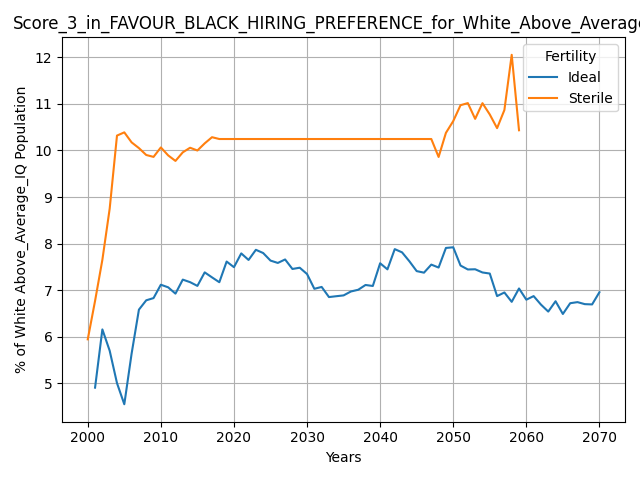 Score_3_in_FAVOUR_BLACK_HIRING_PREFERENCE_for_White_Above_Average
% of White Above_Average_IQ Population
12
11
10
9
8
7
6
5
Fertility
Ideal
Sterile
2000 2010 2020 2030 2040 2050 2060 2070
Years